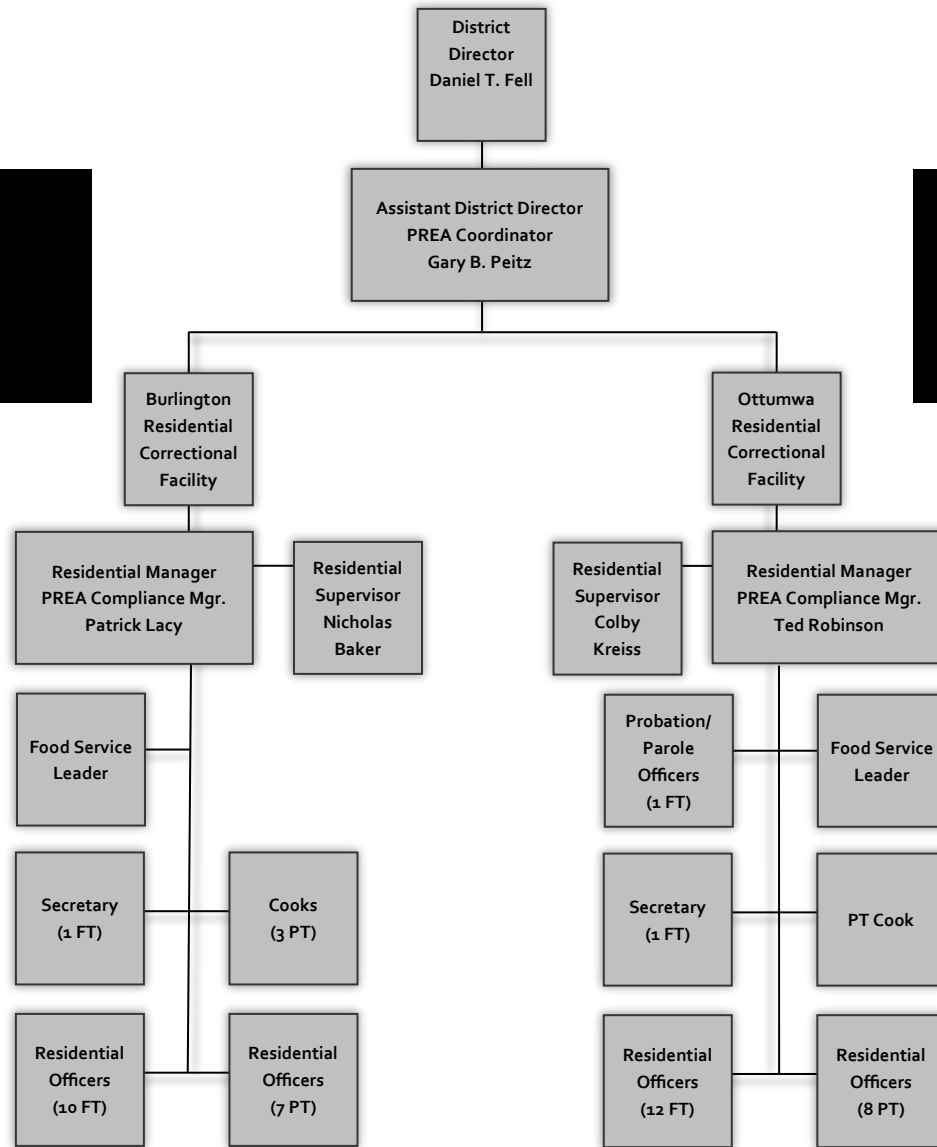 District
Director
Daniel T. Fell
Assistant District Director
PREA Coordinator
Gary B. Peitz
Burlington
Residential
Correctional
Facility
Ottumwa
Residential
Correctional
Facility
Residential Manager
PREA Compliance Mgr.
Patrick Lacy
Residential
Supervisor
Nicholas
Baker
Residential
Supervisor
Colby
Kreiss
Residential Manager
PREA Compliance Mgr.
Ted Robinson
Food Service
Leader
Probation/
Parole
Officers
(1 FT)
Food Service
Leader
Secretary
(1 FT)
Cooks
(3 PT)
Secretary
(1 FT)
PT Cook
Residential
Officers
(10 FT)
Residential
Officers
(7 PT)
Residential
Officers
(12 FT)
Residential
Officers
(8 PT)